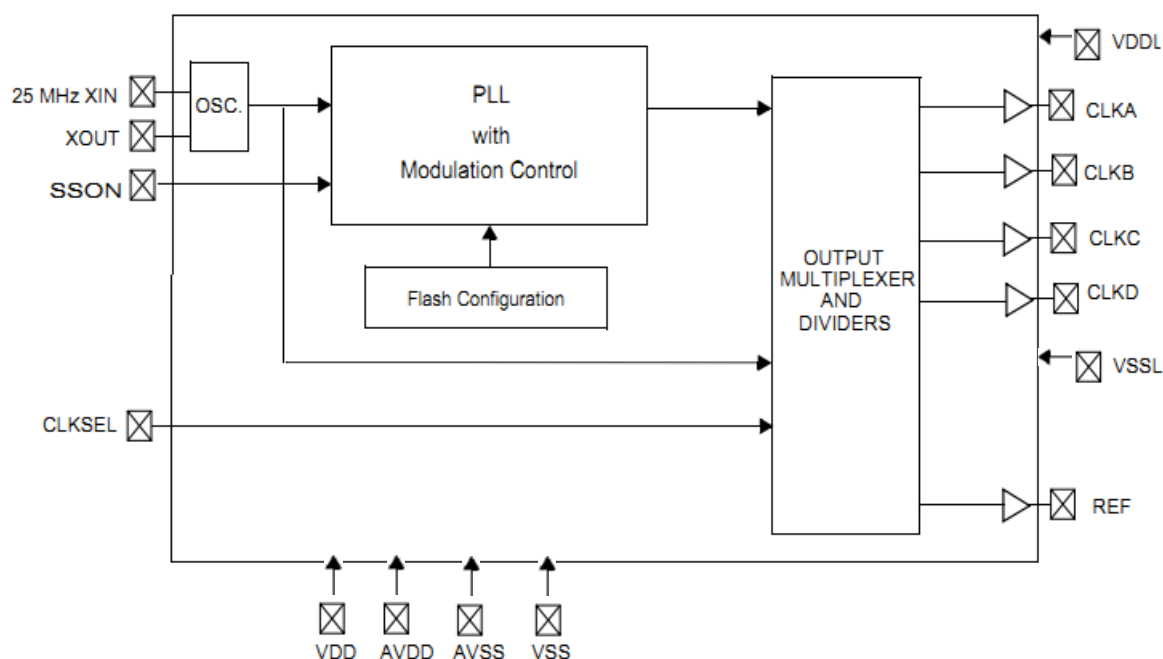 VDDL
25 MHz XIN
OSC.
PLL
with
Modulation Control
CLKA
XOUT
SSON
CLKB
CLKC
OUTPUT
MULTIPLEXER
AND
DIVIDERS
CLKD
Flash Configuration
VSSL
CLKSEL
REF
VDD
AVDD
AVSS
VSS